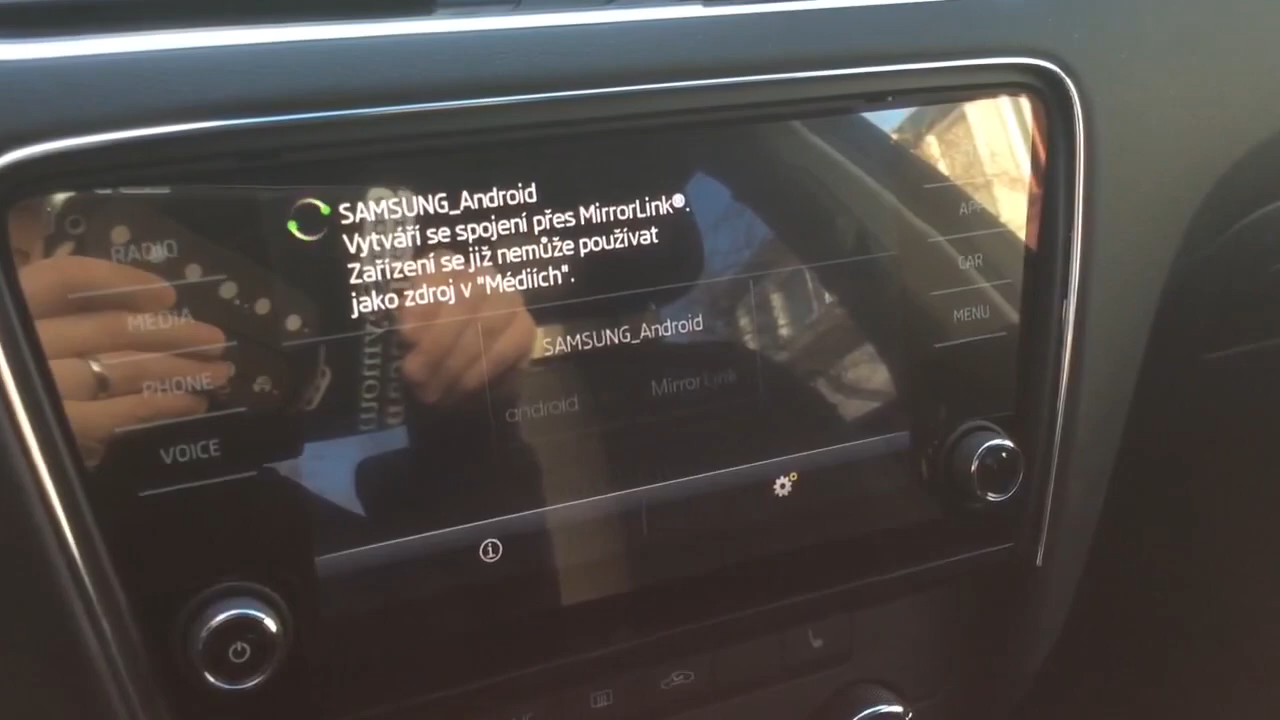 SAMSUNG_Android
Vytváří se spojení přes MirrorLink®.
Zařízení se již nemůže používat
jako zdroj v "Médiích".
RADIO
MEDIA
PHONE
VOICE
SAMSUNG_Android
android
MirrorLink
CAR
MENU